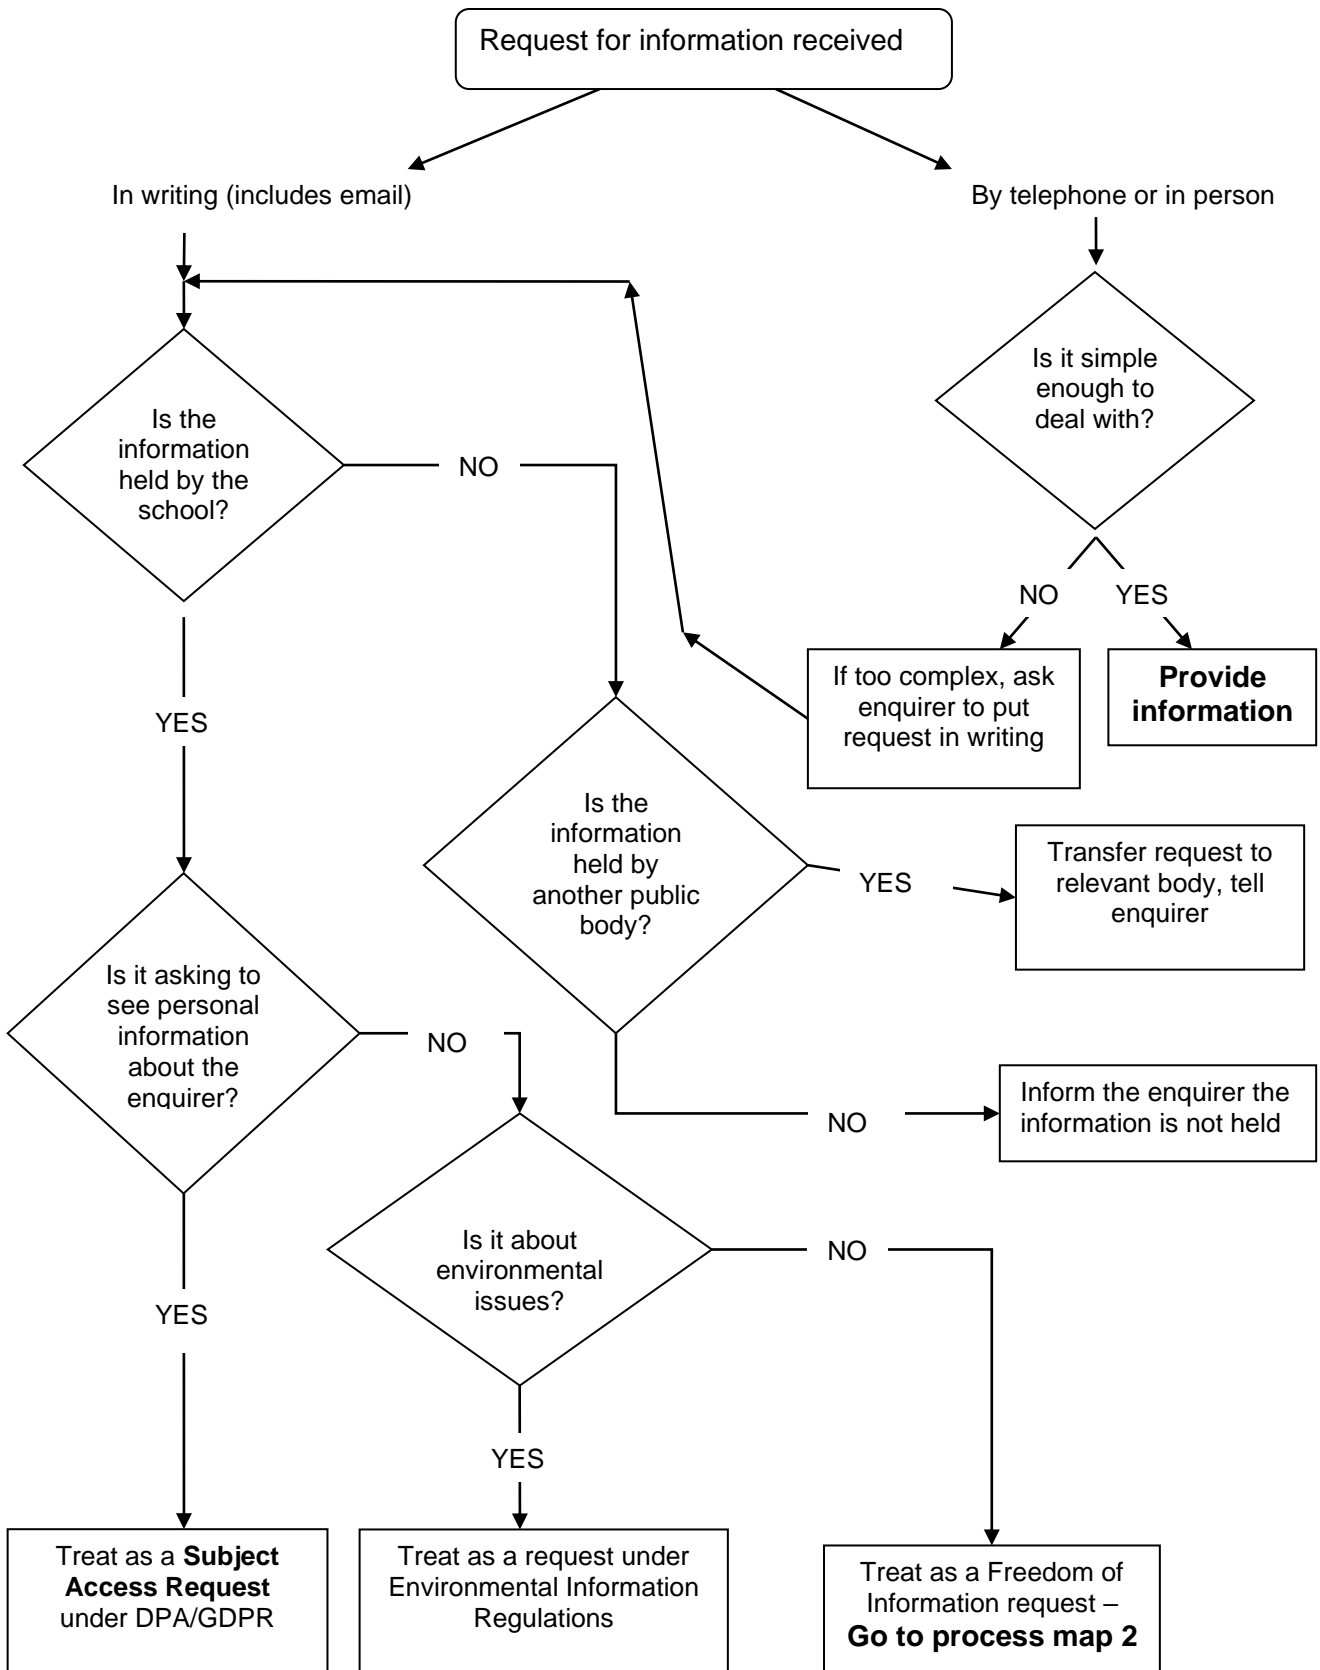 Request for information received
In writing (includes email)
By telephone or in person
Is it simple
enough to
deal with?
Is the
information
held by the
school?
NO
NO
YES
If too complex, ask
enquirer to put
request in writing
Provide
information
YES
Is the
information
held by
another public
body?
YES
Transfer request to
relevant body, tell
enquirer
Is it asking to
see personal
information
about the
enquirer?
NO
NO
Inform the enquirer the
information is not held
Is it about
environmental
issues?
NO
YES
YES
Treat as a Subject
Access Request
under DPA/GDPR
Treat as a request under
Environmental Information
Regulations
Treat as a Freedom of
Information request –
Go to process map 2